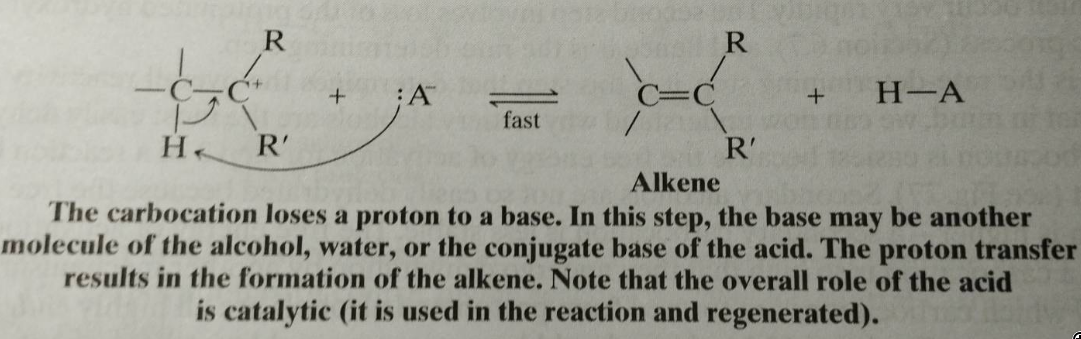 R R
—C—C⁺ + :A⁻ ⇌ C=C + H—A
fast
H R' R'
Alkene
The carbocation loses a proton to a base. In this step, the base may be another
molecule of the alcohol, water, or the conjugate base of the acid. The proton transfer
results in the formation of the alkene. Note that the overall role of the acid
is catalytic (it is used in the reaction and regenerated).